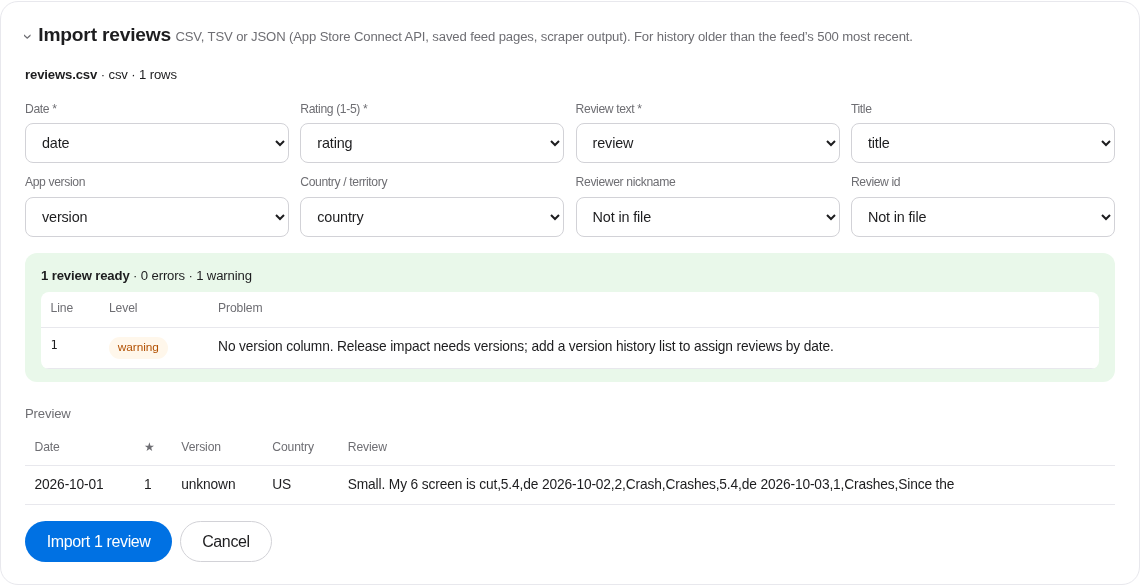 Import reviews CSV, TSV or JSON (App Store Connect API, saved feed pages, scraper output). For history older than the feed's 500 most recent.
reviews.csv · csv · 1 rows
Date * Rating (1-5) * Review text * Title
date rating review title
App version Country / territory Reviewer nickname Review id
version country Not in file Not in file
1 review ready · 0 errors · 1 warning
Line Level Problem
1 warning No version column. Release impact needs versions; add a version history list to assign reviews by date.
Preview
Date ★ Version Country Review
2026-10-01 1 unknown US Small. My 6 screen is cut,5.4,de 2026-10-02,2,Crash,Crashes,5.4,de 2026-10-03,1,Crashes,Since the
Import 1 review Cancel